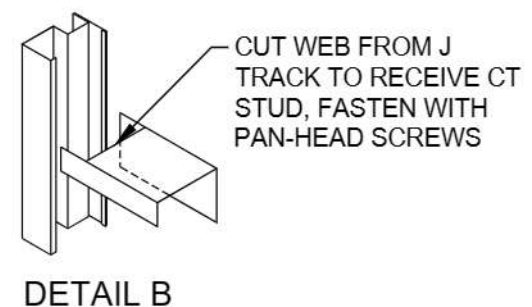 CUT WEB FROM J
TRACK TO RECEIVE CT
STUD, FASTEN WITH
PAN-HEAD SCREWS
DETAIL B